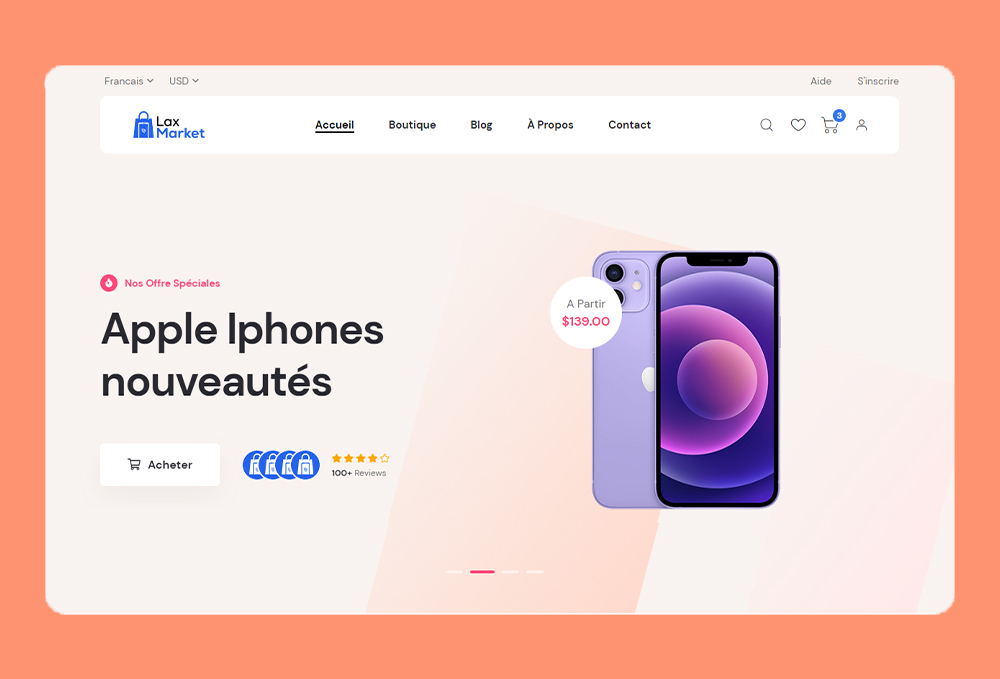 Francais USD Aide S'inscrire
Lax
Market
Accueil Boutique Blog À Propos Contact 3
Nos Offre Spéciales
Apple Iphones
nouveautés
A Partir
$139.00
Acheter
100+ Reviews